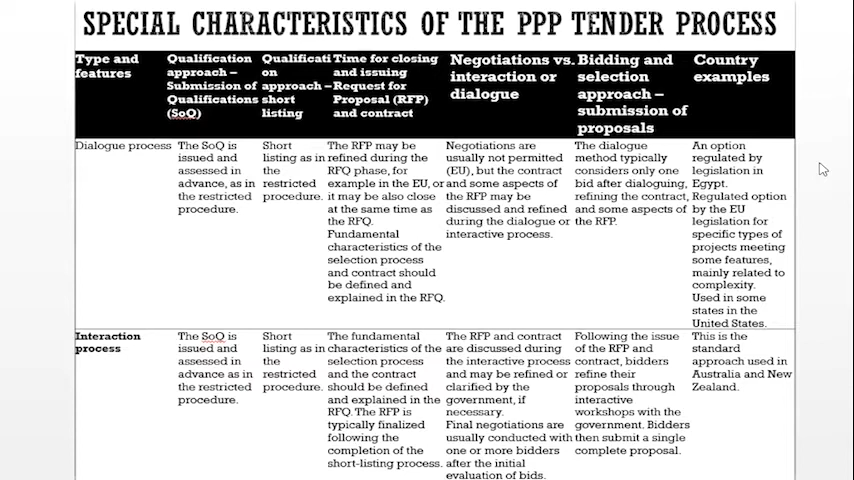 SPECIAL CHARACTERISTICS OF THE PPP TENDER PROCESS
Type and
features
Qualification
approach –
Submission of
Qualifications
(SoQ)
Qualificati
on
approach –
short
listing
Time for closing
and issuing
Request for
Proposal (RFP)
and contract
Negotiations vs.
interaction or
dialogue
Bidding and
selection
approach –
submission of
proposals
Country
examples
Dialogue process
The SoQ is
issued and
assessed in
advance, as in
the restricted
procedure.
Short
listing as in
the
restricted
procedure.
The RFP may be
refined during the
RFQ phase, for
example in the EU, or
it may be also close
at the same time as
the RFQ.
Fundamental
characteristics of the
selection process
and contract should
be defined and
explained in the RFQ.
Negotiations are
usually not permitted
(EU), but the contract
and some aspects of
the RFP may be
discussed and refined
during the dialogue or
interactive process.
The dialogue
method typically
considers only one
bid after dialoguing,
refining the contract,
and some aspects of
the RFP.
An option
regulated by
legislation in
Egypt.
Regulated option
by the EU
legislation for
specific types of
projects meeting
some features,
mainly related to
complexity.
Used in some
states in the
United States.
Interaction
process
The SoQ is
issued and
assessed in
advance as in
the restricted
procedure.
Short
listing as in
the
restricted
procedure.
The fundamental
characteristics of the
selection process
and the contract
should be defined
and explained in the
RFQ. The RFP is
typically finalized
following the
completion of the
short-listing process.
The RFP and contract
are discussed during
the interactive process
and may be refined or
clarified by the
government, if
necessary.
Final negotiations are
usually conducted with
one or more bidders
after the initial
evaluation of bids.
Following the issue
of the RFP and
contract, bidders
refine their
proposals through
interactive
workshops with the
government. Bidders
then submit a single
complete proposal.
This is the
standard
approach used in
Australia and New
Zealand.